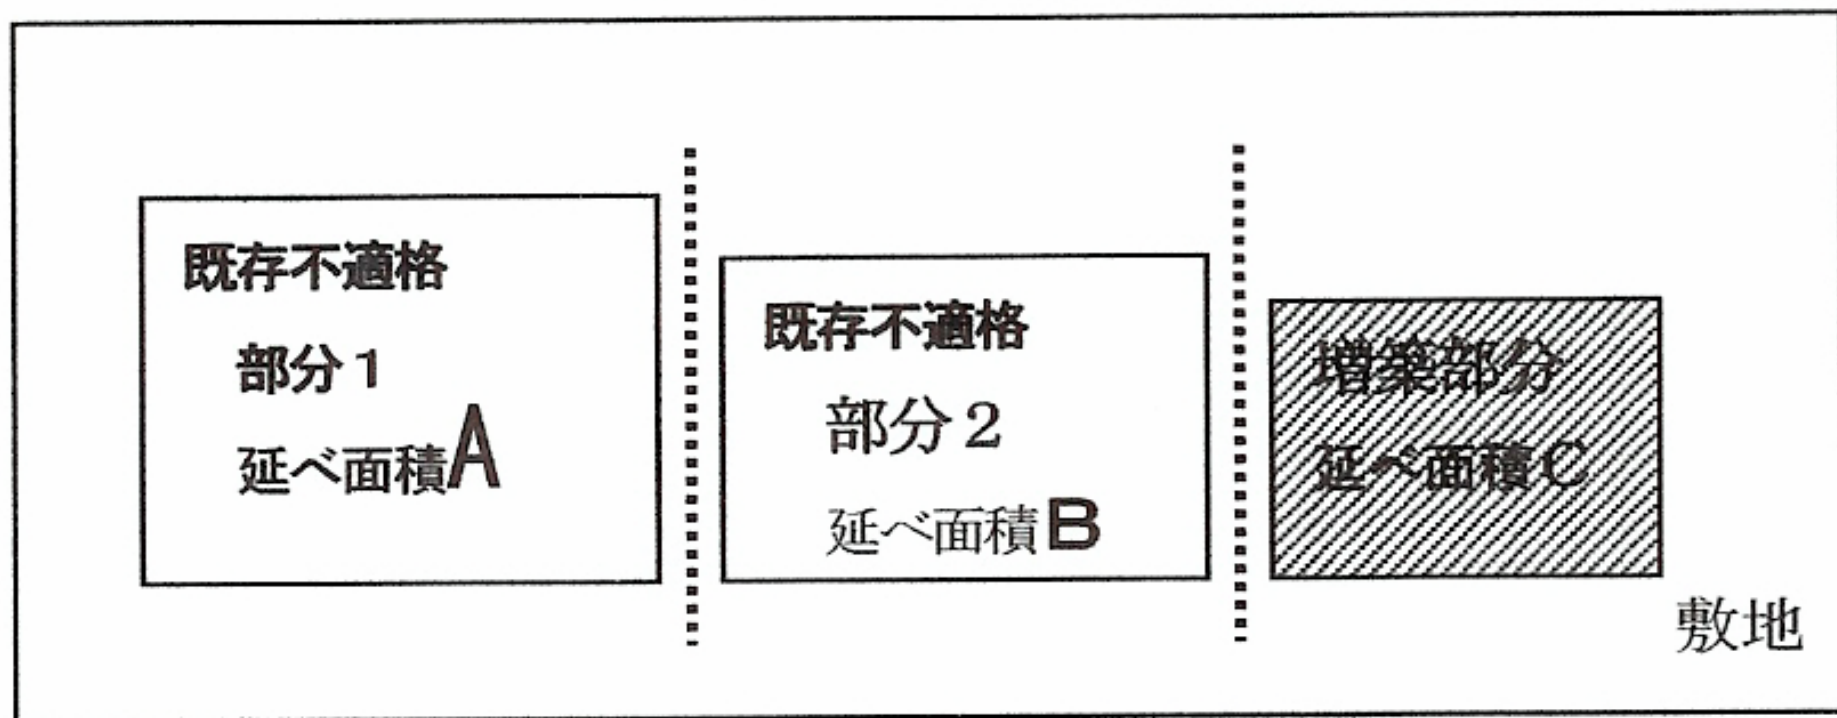 既存不適格
部分1
延べ面積A
既存不適格
部分2
延べ面積B
増築部分
延べ面積C
敷地